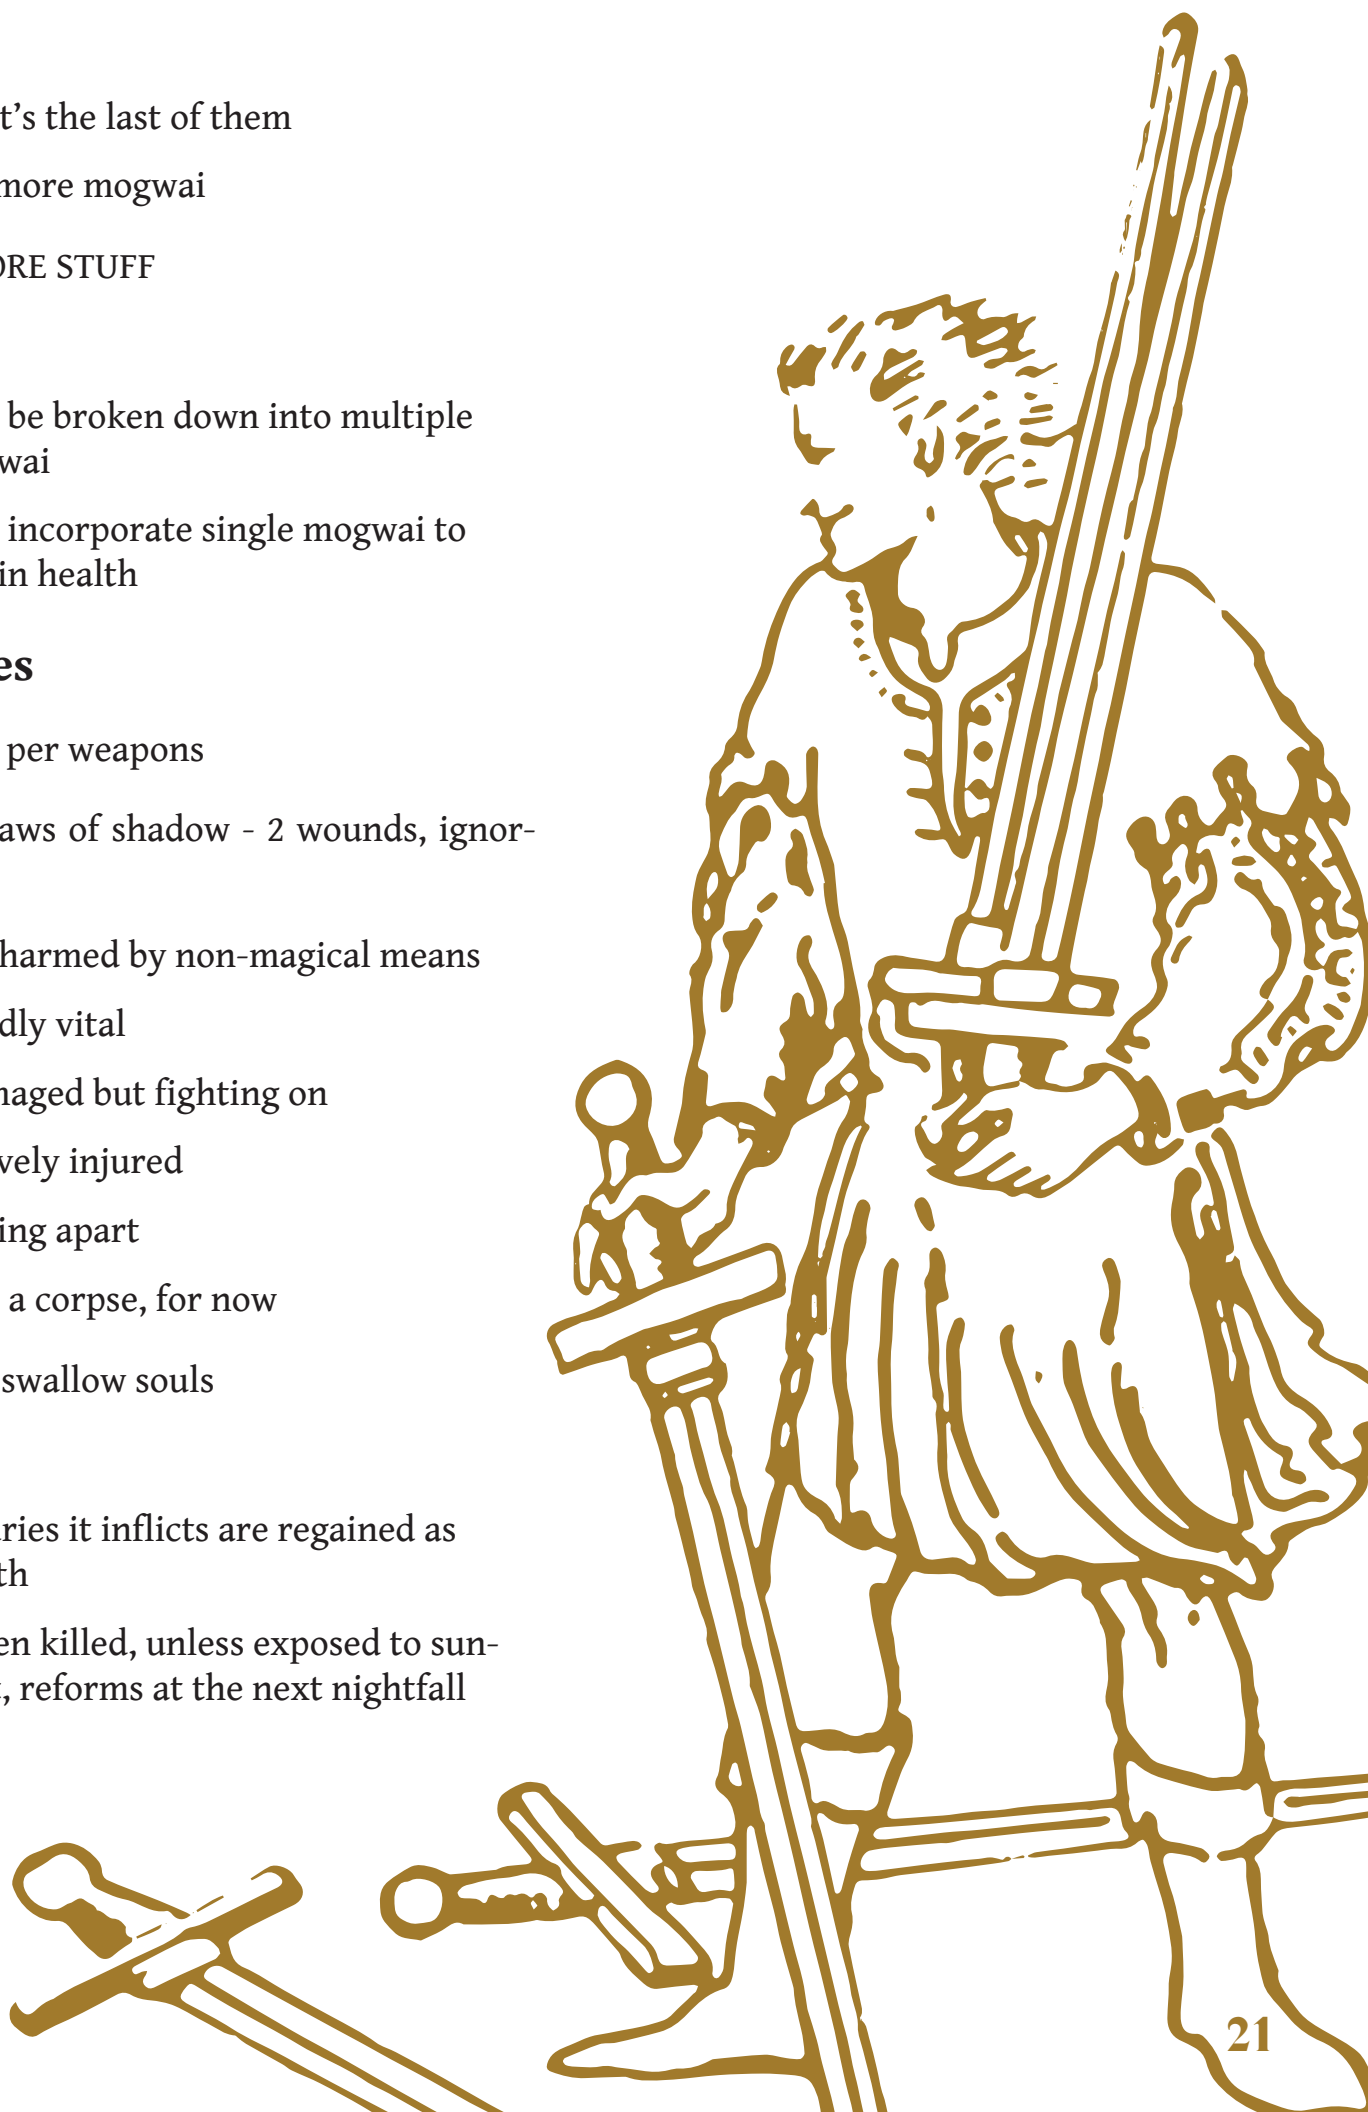 t’s the last of them
more mogwai
ORE STUFF
be broken down into multiple
wai
incorporate single mogwai to
in health
es
per weapons
aws of shadow - 2 wounds, ignor-
harmed by non-magical means
dly vital
naged but fighting on
vely injured
ing apart
a corpse, for now
swallow souls
ries it inflicts are regained as
th
en killed, unless exposed to sun-
, reforms at the next nightfall
21